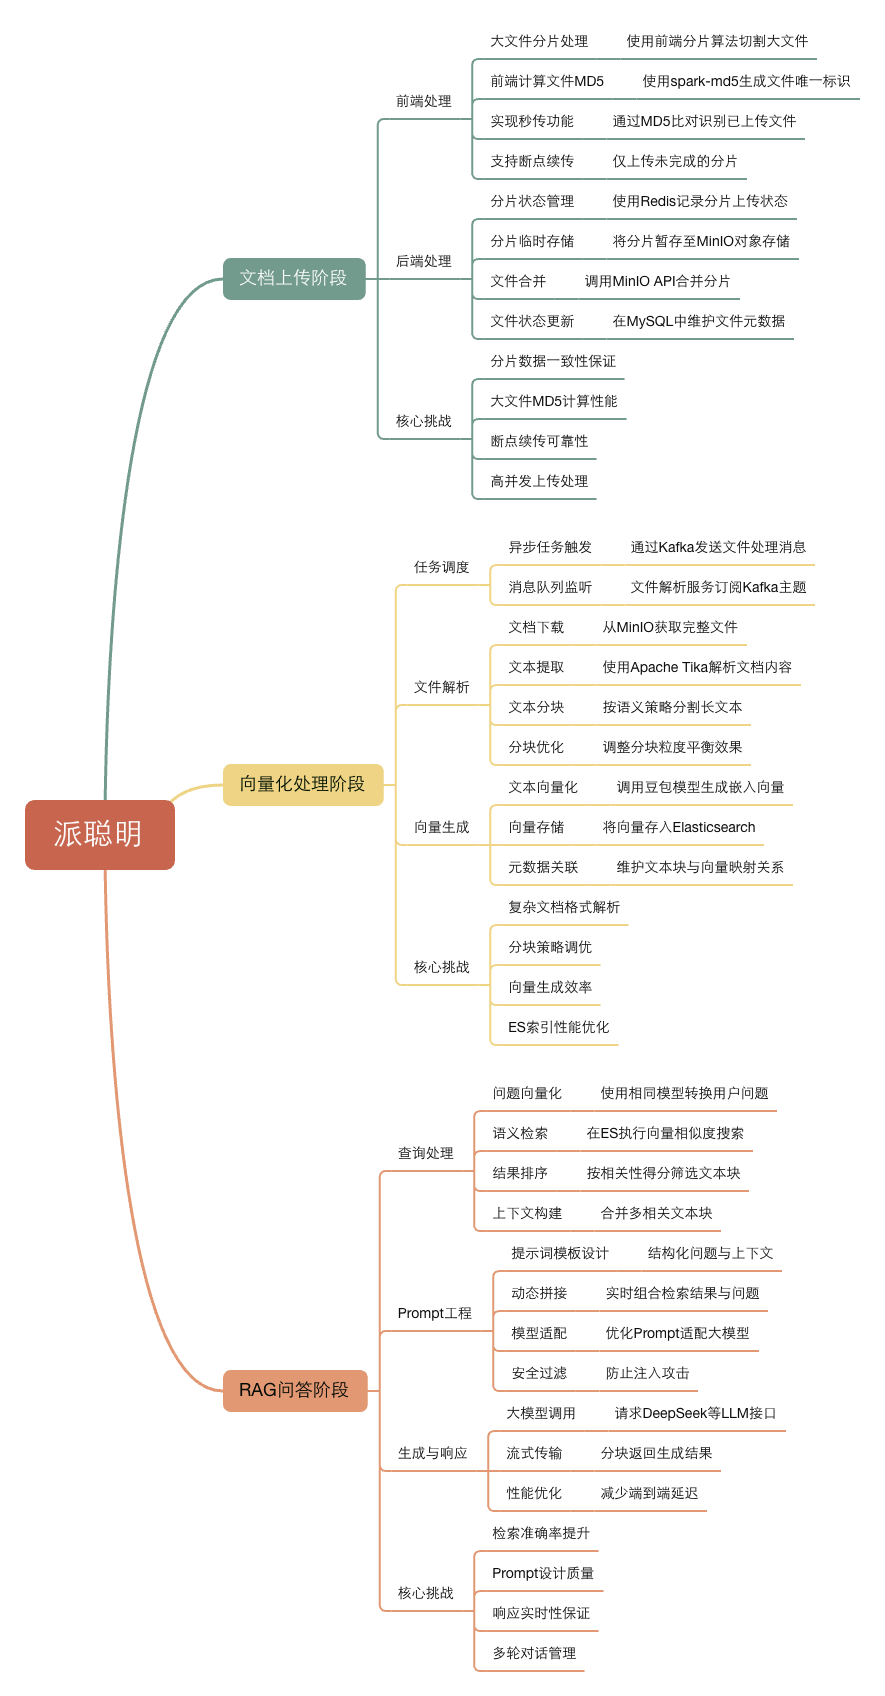 派聪明
文档上传阶段
前端处理
大文件分片处理 使用前端分片算法切割大文件
前端计算文件MD5 使用spark-md5生成文件唯一标识
实现秒传功能 通过MD5比对识别已上传文件
支持断点续传 仅上传未完成的分片
后端处理
分片状态管理 使用Redis记录分片上传状态
分片临时存储 将分片暂存至MinIO对象存储
文件合并 调用MinIO API合并分片
文件状态更新 在MySQL中维护文件元数据
核心挑战
分片数据一致性保证
大文件MD5计算性能
断点续传可靠性
高并发上传处理
向量化处理阶段
任务调度
异步任务触发 通过Kafka发送文件处理消息
消息队列监听 文件解析服务订阅Kafka主题
文件解析
文档下载 从MinIO获取完整文件
文本提取 使用Apache Tika解析文档内容
文本分块 按语义策略分割长文本
分块优化 调整分块粒度平衡效果
向量生成
文本向量化 调用豆包模型生成嵌入向量
向量存储 将向量存入Elasticsearch
元数据关联 维护文本块与向量映射关系
核心挑战
复杂文档格式解析
分块策略调优
向量生成效率
ES索引性能优化
RAG问答阶段
查询处理
问题向量化 使用相同模型转换用户问题
语义检索 在ES执行向量相似度搜索
结果排序 按相关性得分筛选文本块
上下文构建 合并多相关文本块
Prompt工程
提示词模板设计 结构化问题与上下文
动态拼接 实时组合检索结果与问题
模型适配 优化Prompt适配大模型
安全过滤 防止注入攻击
生成与响应
大模型调用 请求DeepSeek等LLM接口
流式传输 分块返回生成结果
性能优化 减少端到端延迟
核心挑战
检索准确率提升
Prompt设计质量
响应实时性保证
多轮对话管理